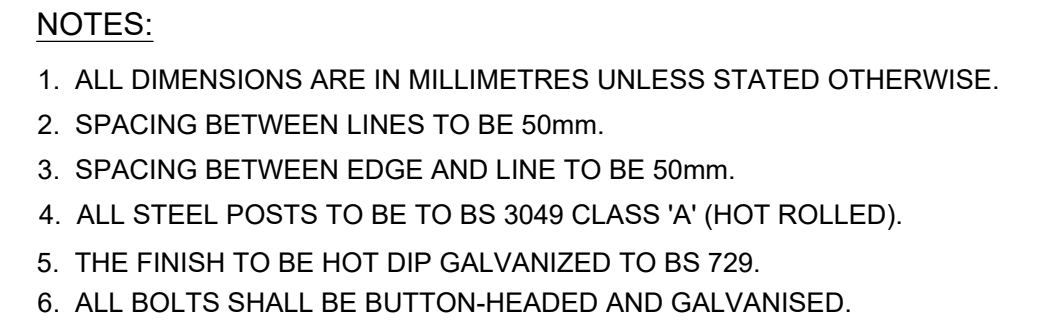 NOTES:
1. ALL DIMENSIONS ARE IN MILLIMETRES UNLESS STATED OTHERWISE.
2. SPACING BETWEEN LINES TO BE 50mm.
3. SPACING BETWEEN EDGE AND LINE TO BE 50mm.
4. ALL STEEL POSTS TO BE TO BS 3049 CLASS 'A' (HOT ROLLED).
5. THE FINISH TO BE HOT DIP GALVANIZED TO BS 729.
6. ALL BOLTS SHALL BE BUTTON-HEADED AND GALVANISED.